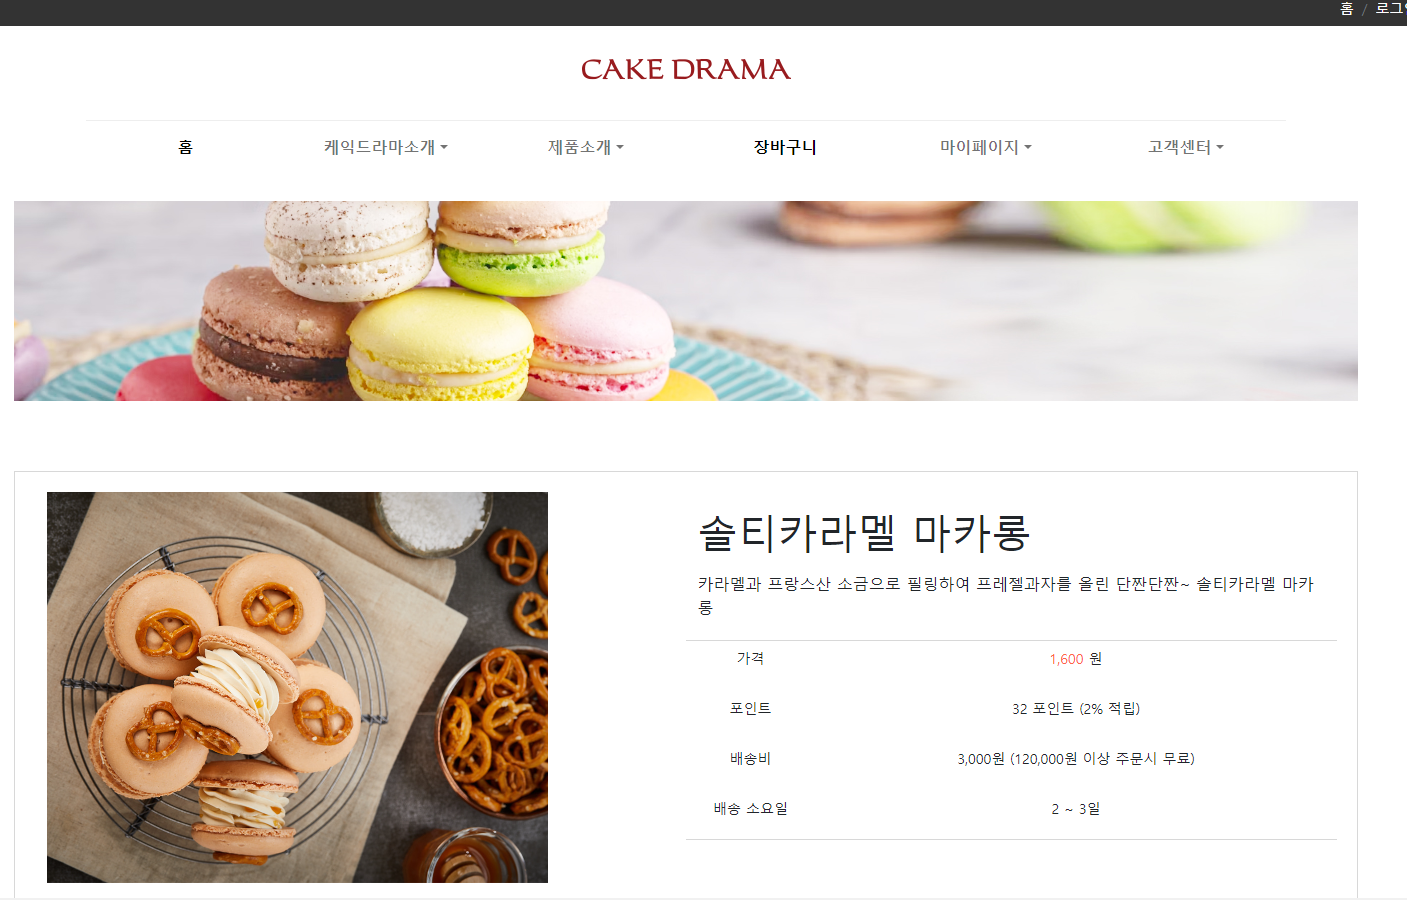 홈 / 로그
CAKE DRAMA
홈 케익드라마소개 제품소개 장바구니 마이페이지 고객센터
솔티카라멜 마카롱
카라멜과 프랑스산 소금으로 필링하여 프레젤과자를 올린 단짠단짠~ 솔티카라멜 마카
롱
가격 1,600 원
포인트 32 포인트 (2% 적립)
배송비 3,000원 (120,000원 이상 주문시 무료)
배송 소요일 2 ~ 3일